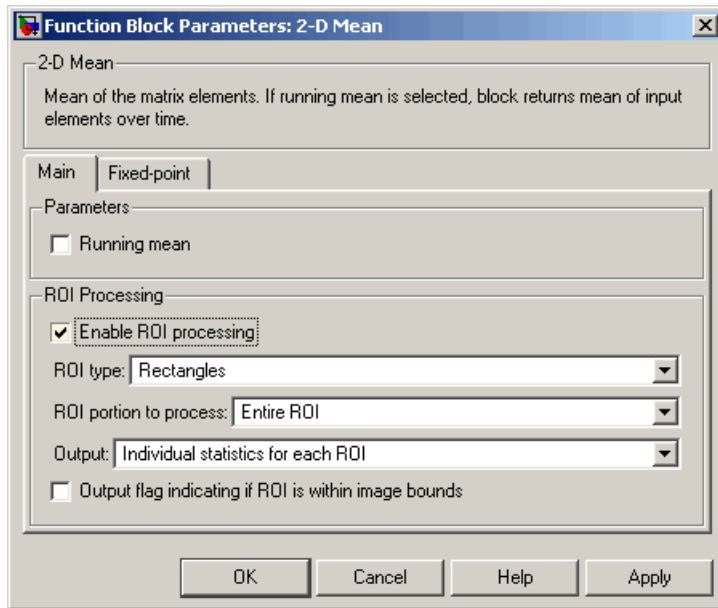 Function Block Parameters: 2-D Mean
2-D Mean
Mean of the matrix elements. If running mean is selected, block returns mean of input
elements over time.
Main Fixed-point
Parameters
Running mean
ROI Processing
Enable ROI processing
ROI type: Rectangles
ROI portion to process: Entire ROI
Output: Individual statistics for each ROI
Output flag indicating if ROI is within image bounds
OK Cancel Help Apply